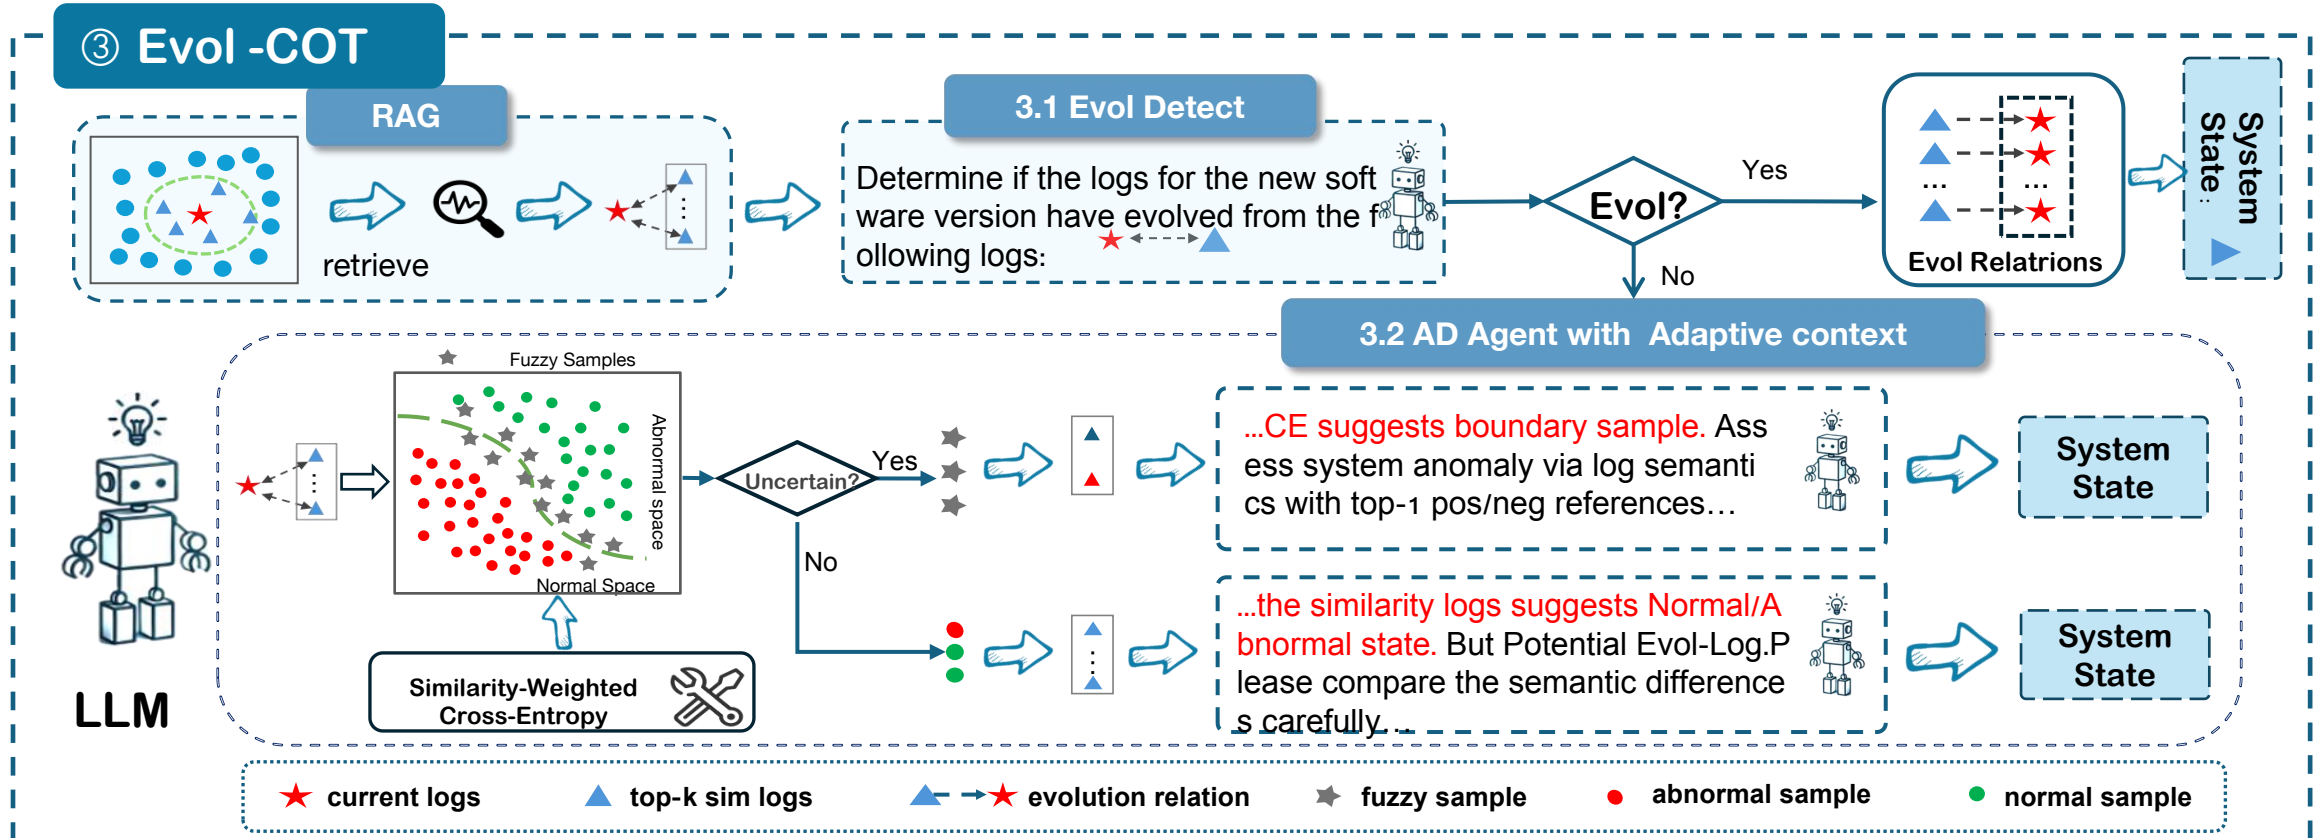 ③ Evol -COT
RAG
retrieve
3.1 Evol Detect
Determine if the logs for the new soft
ware version have evolved from the f
ollowing logs:
Evol?
Yes
No
...
...
Evol Relatrions
System
State :
3.2 AD Agent with Adaptive context
LLM
Fuzzy Samples
Abnormal space
Normal Space
Similarity-Weighted
Cross-Entropy
Uncertain?
Yes
No
...CE suggests boundary sample. Ass
ess system anomaly via log semanti
cs with top-1 pos/neg references...
System
State
...the similarity logs suggests Normal/A
bnormal state. But Potential Evol-Log.P
lease compare the semantic difference
s carefully...
System
State
current logs
top-k sim logs
evolution relation
fuzzy sample
abnormal sample
normal sample